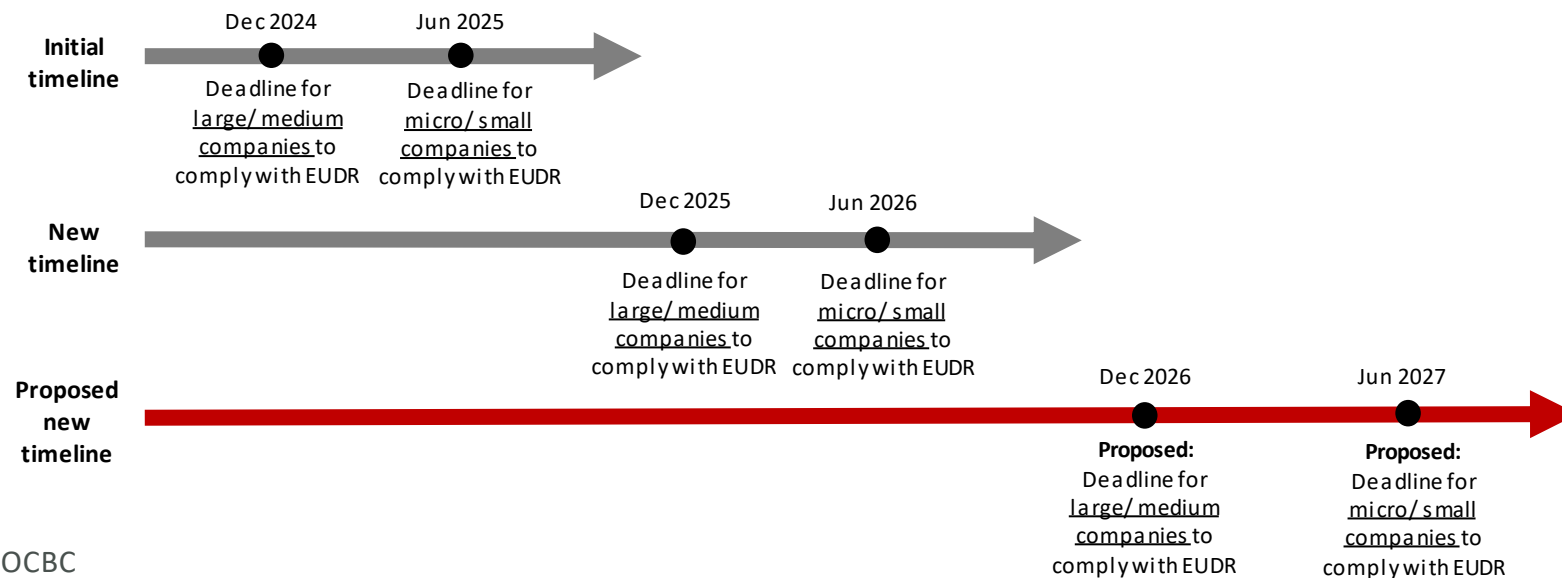 Initial
timeline
Dec 2024
Jun 2025
Deadline for
large/ medium
companies to
comply with EUDR
Deadline for
micro/ small
companies to
comply with EUDR
New
timeline
Dec 2025
Jun 2026
Deadline for
large/ medium
companies to
comply with EUDR
Deadline for
micro/ small
companies to
comply with EUDR
Proposed
new
timeline
Dec 2026
Jun 2027
Proposed:
Deadline for
large/ medium
companies to
comply with EUDR
Proposed:
Deadline for
micro/ small
companies to
comply with EUDR
OCBC